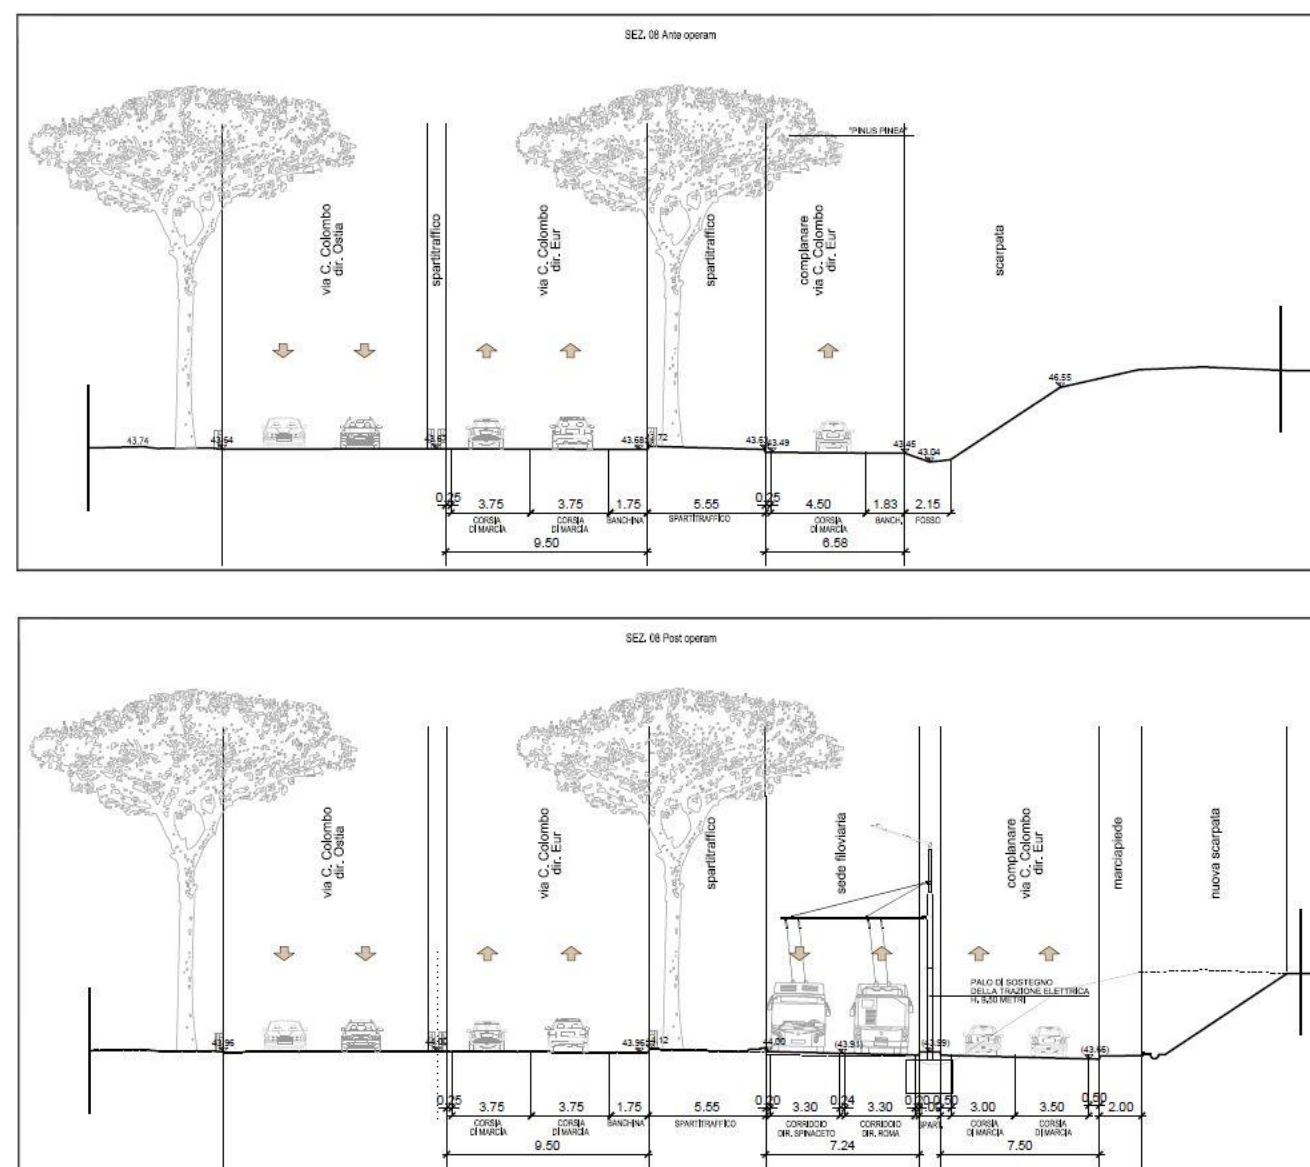 SEZ. 08 Ante operam
"PINUS PINEA"
via C. Colombo
dir. Ostia
spartitraffico
via C. Colombo
dir. Eur
spartitraffico
complanare
via C. Colombo
dir. Eur
scarpata
46.55
43.74
43.64
43.68
43.49
43.45
43.04
0.25
3.75
3.75
1.75
5.55
0.25
4.50
1.83
2.15
CORSIA
DI MARCIA
CORSIA
DI MARCIA
BANCHINA
SPARTITRAFFICO
CORSIA
DI MARCIA
BANCH.
FOSSO
9.50
6.58
SEZ. 08 Post operam
via C. Colombo
dir. Ostia
via C. Colombo
dir. Eur
spartitraffico
sede filoviaria
complanare
via C. Colombo
dir. Eur
marciapiede
nuova scarpata
PALO DI SOSTEGNO
DELLA TRAZIONE ELETTRICA
H. 9.50 METRI
43.96
43.96
(43.91)
(43.99)
(43.66)
0.25
3.75
3.75
1.75
5.55
0.20
3.30
0.24
3.30
3.00
3.50
0.50
2.00
CORSIA
DI MARCIA
CORSIA
DI MARCIA
BANCHINA
SPARTITRAFFICO
CORRIDOIO
DIR. SPINACETO
CORRIDOIO
DIR. ROMA
SPART.
CORSIA
DI MARCIA
CORSIA
DI MARCIA
9.50
7.24
7.50